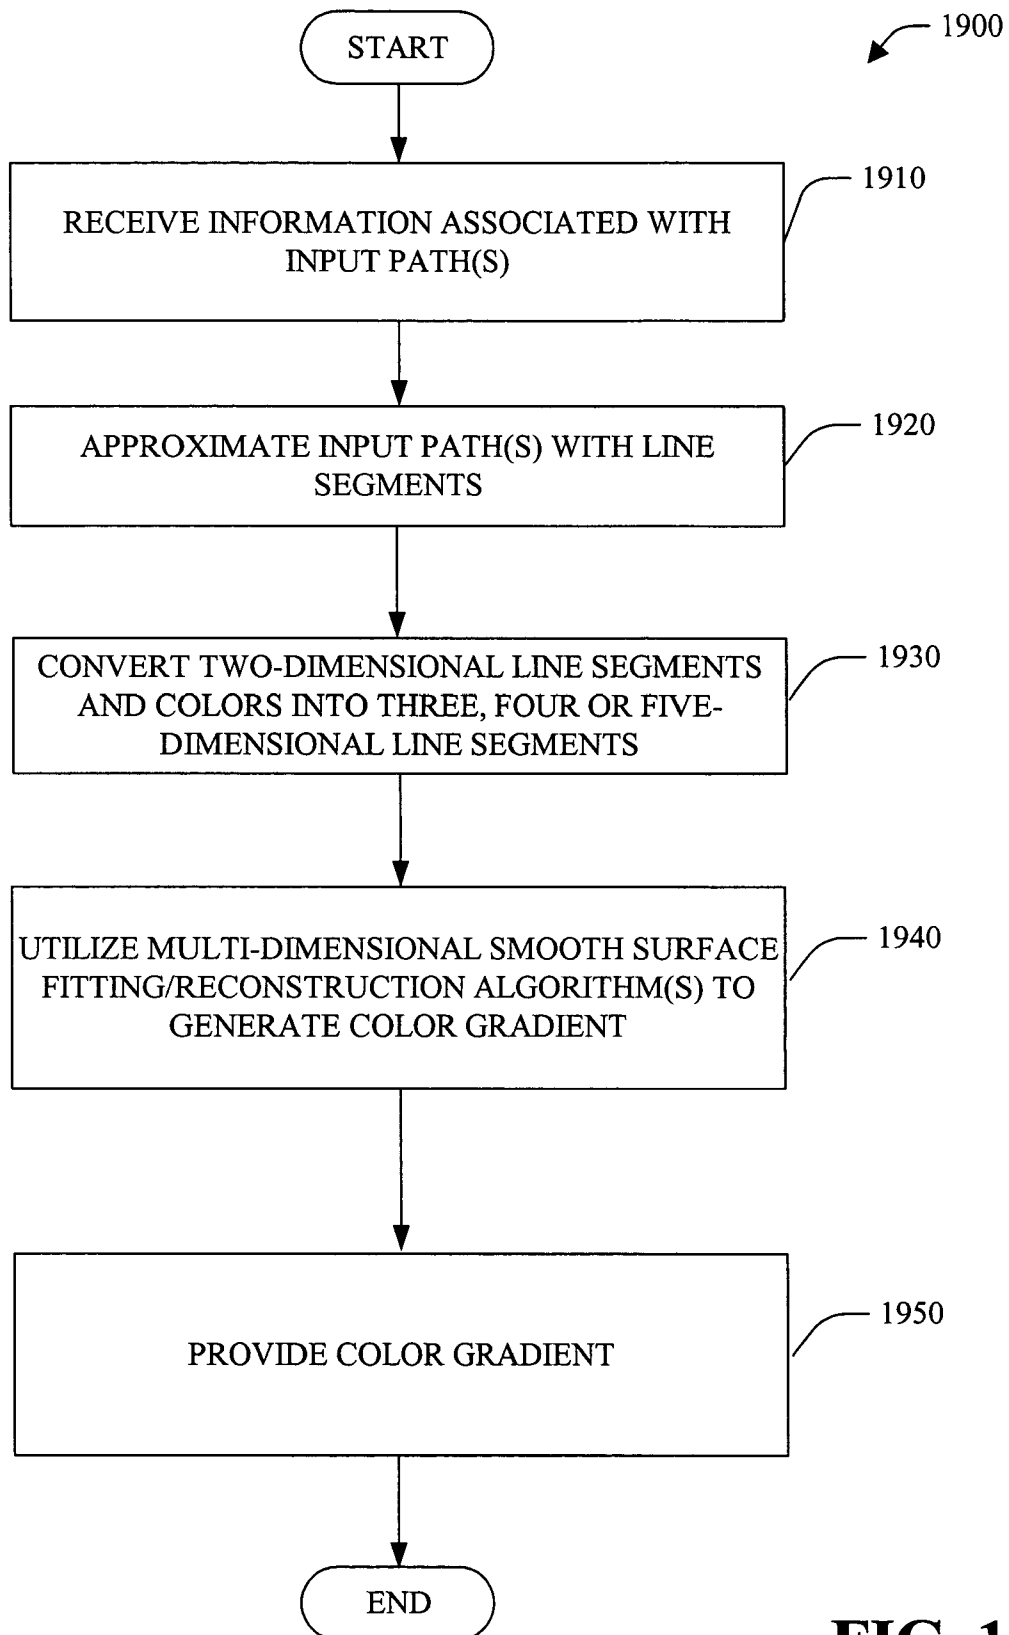 START
1900
1910
RECEIVE INFORMATION ASSOCIATED WITH
INPUT PATH(S)
1920
APPROXIMATE INPUT PATH(S) WITH LINE
SEGMENTS
1930
CONVERT TWO-DIMENSIONAL LINE SEGMENTS
AND COLORS INTO THREE, FOUR OR FIVE-
DIMENSIONAL LINE SEGMENTS
1940
UTILIZE MULTI-DIMENSIONAL SMOOTH SURFACE
FITTING/RECONSTRUCTION ALGORITHM(S) TO
GENERATE COLOR GRADIENT
1950
PROVIDE COLOR GRADIENT
END
FIG. 1